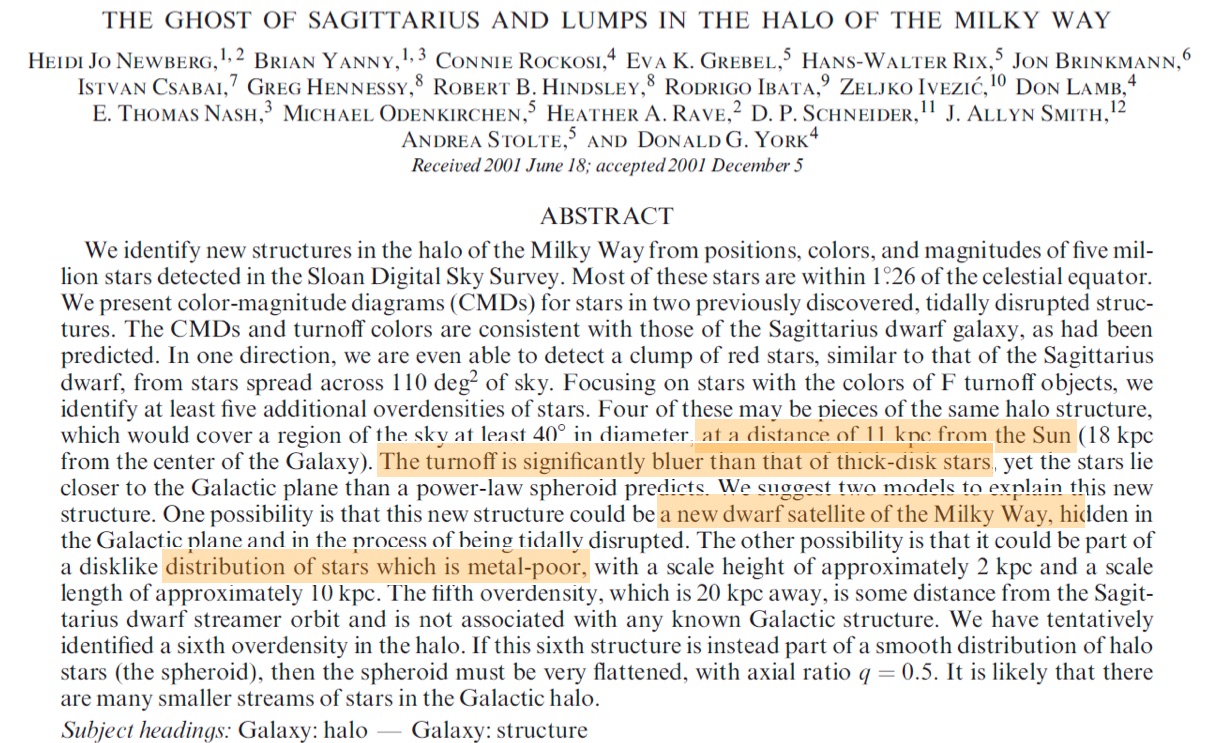 THE GHOST OF SAGITTARIUS AND LUMPS IN THE HALO OF THE MILKY WAY
HEIDI JO NEWBERG,1,2 BRIAN YANNY,1,3 CONNIE ROCKOSI,4 EVA K. GREBEL,5 HANS-WALTER RIX,5 JON BRINKMANN,6
ISTVAN CSABAI,7 GREG HENNESSY,8 ROBERT B. HINDSLEY,8 RODRIGO IBATA,9 ZELJKO IVEZIĆ,10 DON LAMB,4
E. THOMAS NASH,3 MICHAEL ODENKIRCHEN,5 HEATHER A. RAVE,2 D. P. SCHNEIDER,11 J. ALLYN SMITH,12
ANDREA STOLTE,5 AND DONALD G. YORK4
Received 2001 June 18; accepted 2001 December 5
ABSTRACT
We identify new structures in the halo of the Milky Way from positions, colors, and magnitudes of five mil-
lion stars detected in the Sloan Digital Sky Survey. Most of these stars are within 1°.26 of the celestial equator.
We present color-magnitude diagrams (CMDs) for stars in two previously discovered, tidally disrupted struc-
tures. The CMDs and turnoff colors are consistent with those of the Sagittarius dwarf galaxy, as had been
predicted. In one direction, we are even able to detect a clump of red stars, similar to that of the Sagittarius
dwarf, from stars spread across 110 deg2 of sky. Focusing on stars with the colors of F turnoff objects, we
identify at least five additional overdensities of stars. Four of these may be pieces of the same halo structure,
which would cover a region of the sky at least 40° in diameter, at a distance of 11 kpc from the Sun (18 kpc
from the center of the Galaxy). The turnoff is significantly bluer than that of thick-disk stars, yet the stars lie
closer to the Galactic plane than a power-law spheroid predicts. We suggest two models to explain this new
structure. One possibility is that this new structure could be a new dwarf satellite of the Milky Way, hidden in
the Galactic plane and in the process of being tidally disrupted. The other possibility is that it could be part of
a disklike distribution of stars which is metal-poor, with a scale height of approximately 2 kpc and a scale
length of approximately 10 kpc. The fifth overdensity, which is 20 kpc away, is some distance from the Sagit-
tarius dwarf streamer orbit and is not associated with any known Galactic structure. We have tentatively
identified a sixth overdensity in the halo. If this sixth structure is instead part of a smooth distribution of halo
stars (the spheroid), then the spheroid must be very flattened, with axial ratio q = 0.5. It is likely that there
are many smaller streams of stars in the Galactic halo.
Subject headings: Galaxy: halo — Galaxy: structure